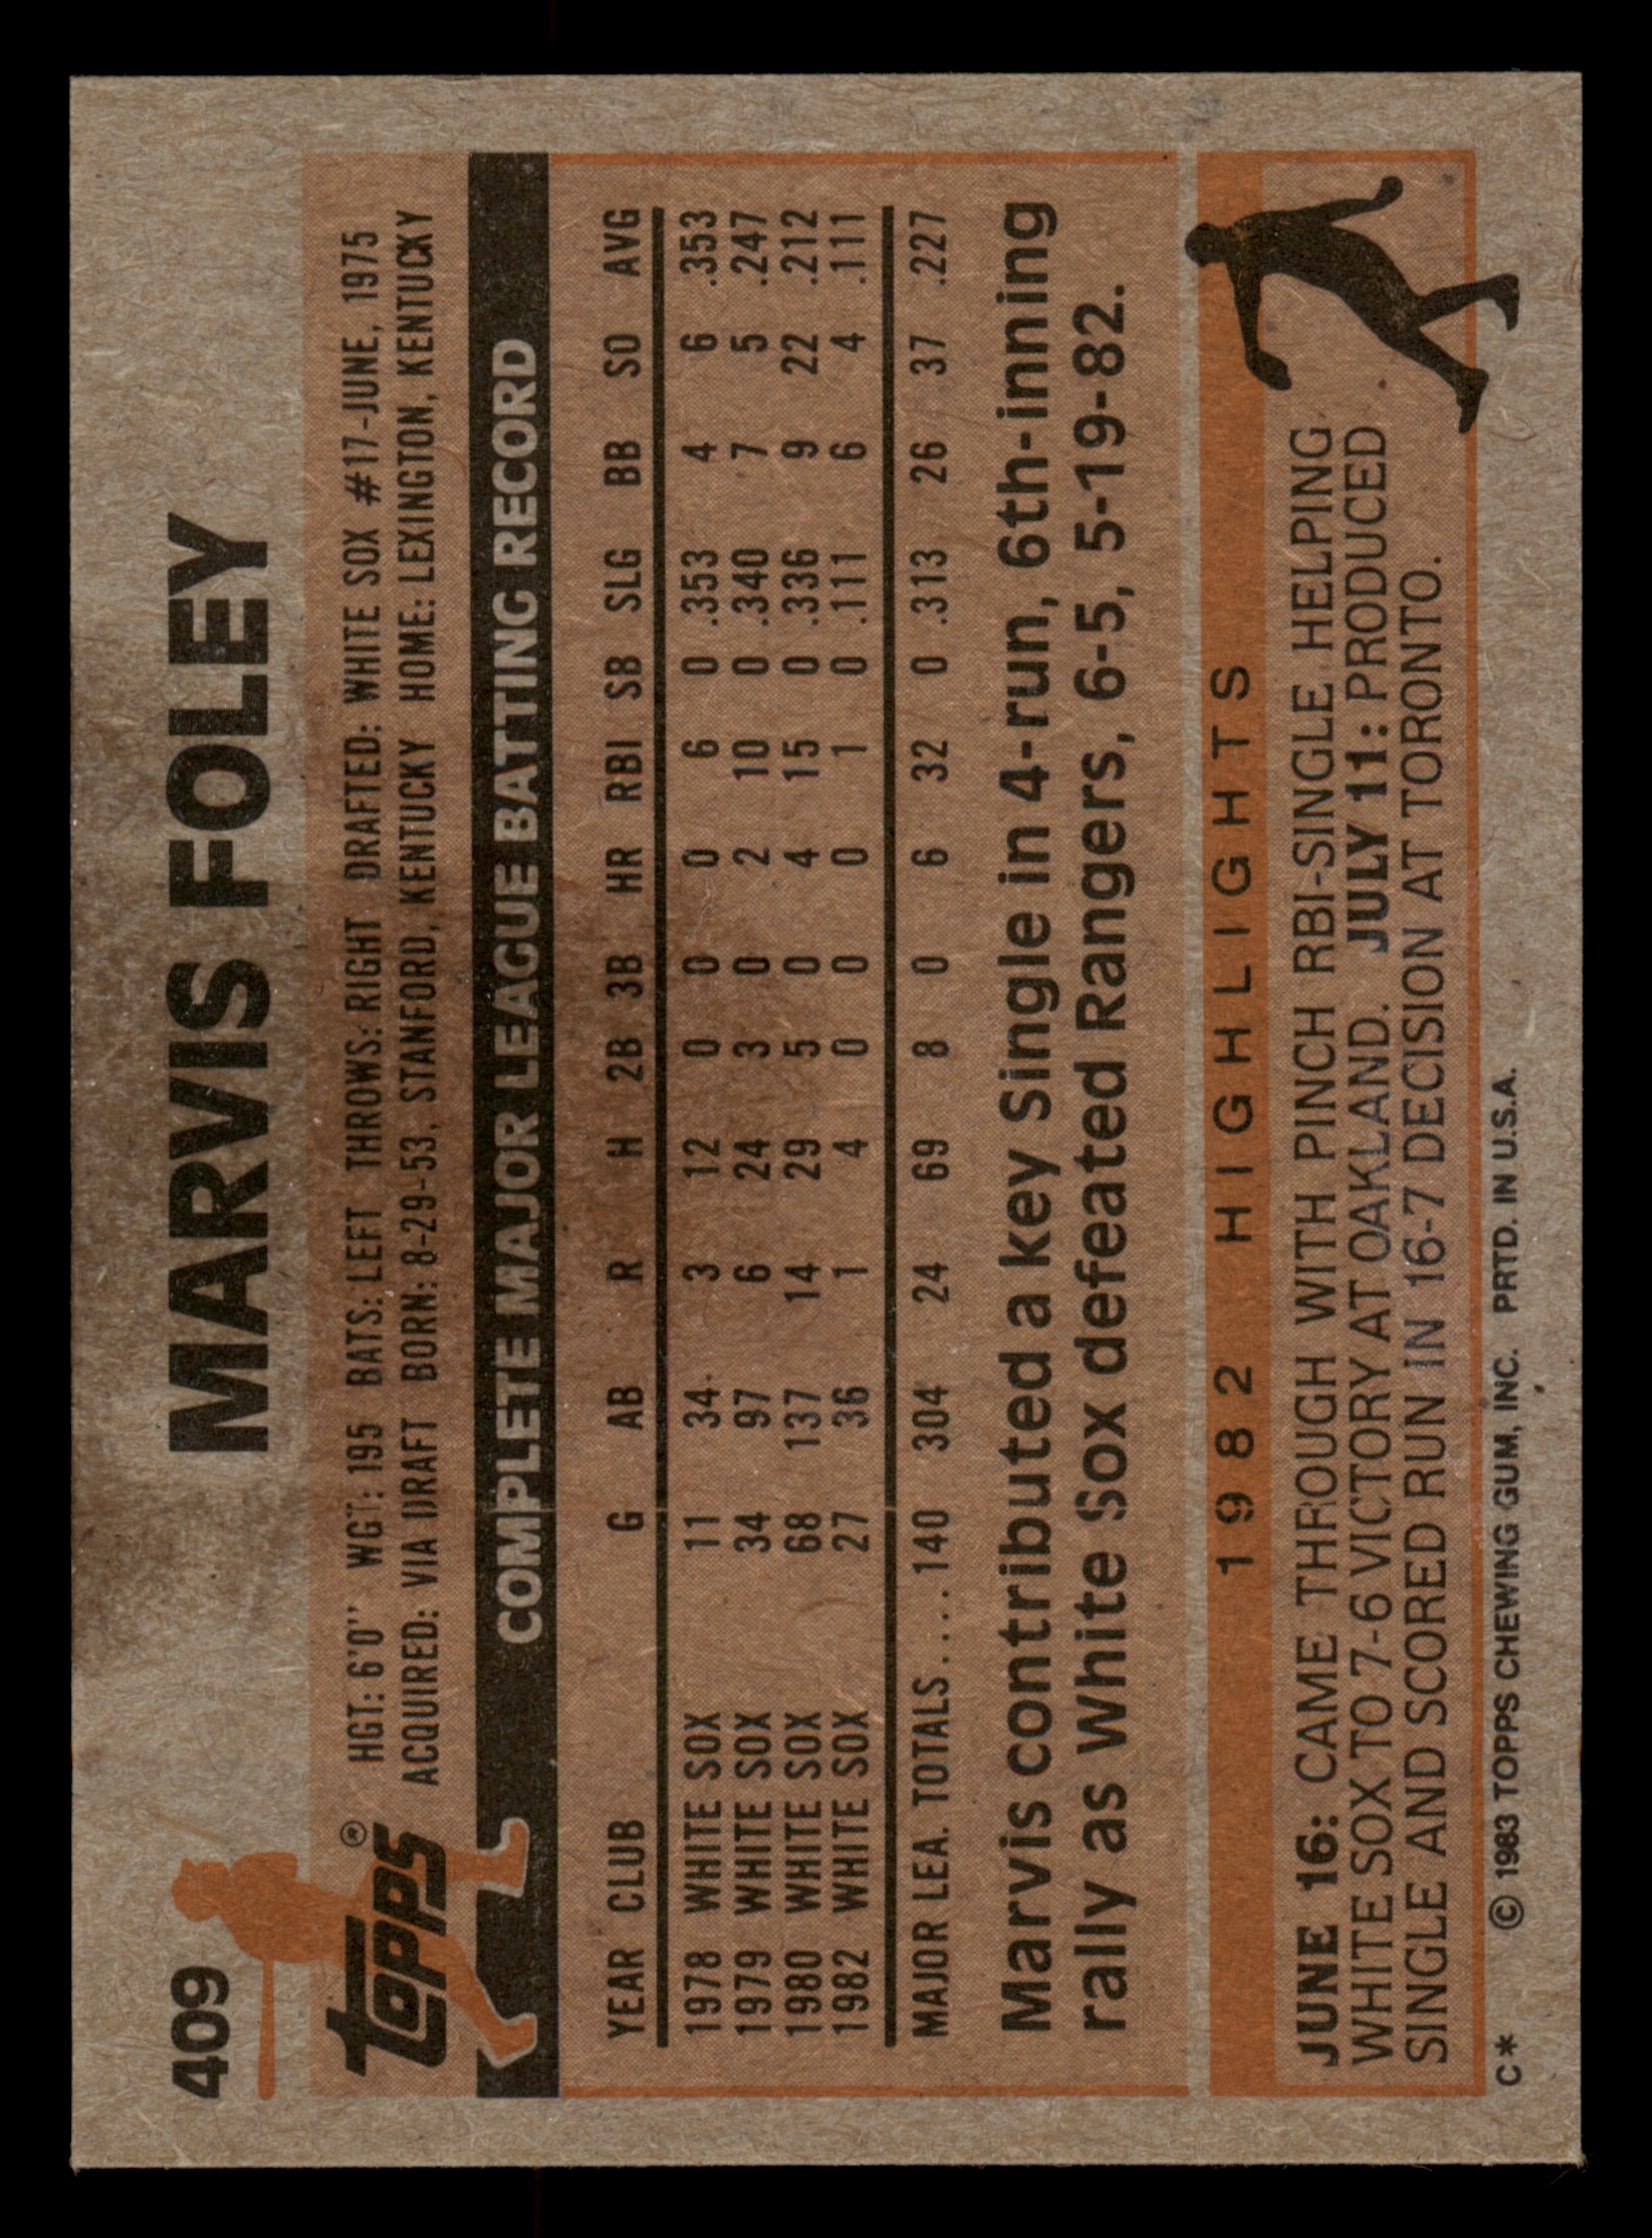 409
MARVIS FOLEY
Topps®
HGT: 6'0" WGT: 195 BATS: LEFT THROWS: RIGHT DRAFTED: WHITE SOX #17-JUNE, 1975
ACQUIRED: VIA DRAFT BORN: 8-29-53, STANFORD, KENTUCKY HOME: LEXINGTON, KENTUCKY
COMPLETE MAJOR LEAGUE BATTING RECORD
YEAR CLUB G AB R H 2B 3B HR RBI SB SLG BB SO AVG
1978 WHITE SOX 11 34 3 12 0 0 0 6 0 .353 4 6 .353
1979 WHITE SOX 34 97 6 24 3 0 2 10 0 .340 7 5 .247
1980 WHITE SOX 68 137 14 29 5 0 4 15 0 .336 9 22 .212
1982 WHITE SOX 27 36 1 4 0 0 0 1 0 .111 6 4 .111
MAJOR LEA. TOTALS.... 140 304 24 69 8 0 6 32 0 .313 26 37 .227
Marvis contributed a key single in 4-run, 6th-inning
rally as White Sox defeated Rangers, 6-5, 5-19-82.
1982 HIGHLIGHTS
JUNE 16: CAME THROUGH WITH PINCH RBI-SINGLE HELPING
WHITE SOX TO 7-6 VICTORY AT OAKLAND. JULY 11: PRODUCED
SINGLE AND SCORED RUN IN 16-7 DECISION AT TORONTO.
C* © 1983 TOPPS CHEWING GUM, INC. PRTD. IN U.S.A.